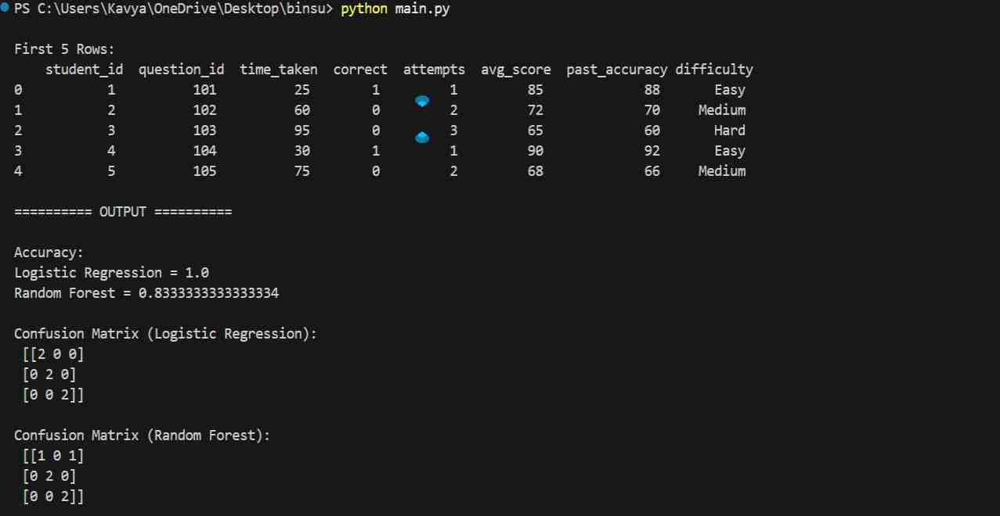 PS C:\Users\Kavya\OneDrive\Desktop\binsu> python main.py
First 5 Rows:
student_id question_id time_taken correct attempts avg_score past_accuracy difficulty
0 1 101 25 1 1 85 88 Easy
1 2 102 60 0 2 72 70 Medium
2 3 103 95 0 3 65 60 Hard
3 4 104 30 1 1 90 92 Easy
4 5 105 75 0 2 68 66 Medium
========== OUTPUT ==========
Accuracy:
Logistic Regression = 1.0
Random Forest = 0.8333333333333334
Confusion Matrix (Logistic Regression):
[[2 0 0]
[0 2 0]
[0 0 2]]
Confusion Matrix (Random Forest):
[[1 0 1]
[0 2 0]
[0 0 2]]